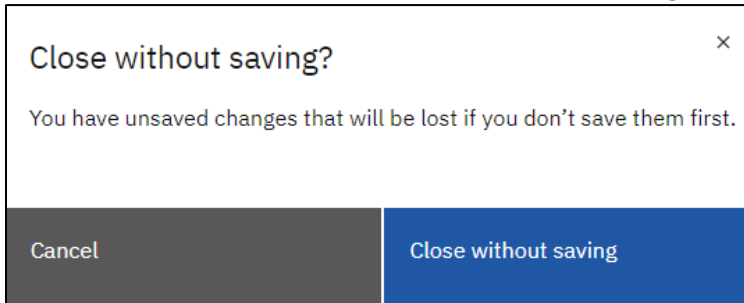 Close without saving?
You have unsaved changes that will be lost if you don’t save them first.
Cancel
Close without saving